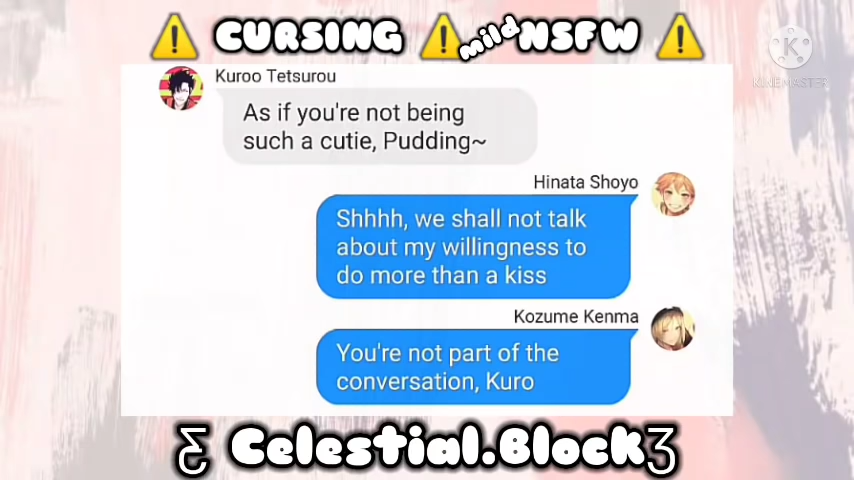 ⚠️ CURSING ⚠️ mild NSFW ⚠️
K
KINEMASTER
Kuroo Tetsurou
As if you're not being
such a cutie, Pudding~
Hinata Shoyo
Shhhh, we shall not talk
about my willingness to
do more than a kiss
Kozume Kenma
You're not part of the
conversation, Kuro
Ƹ Celestial.Block Ʒ